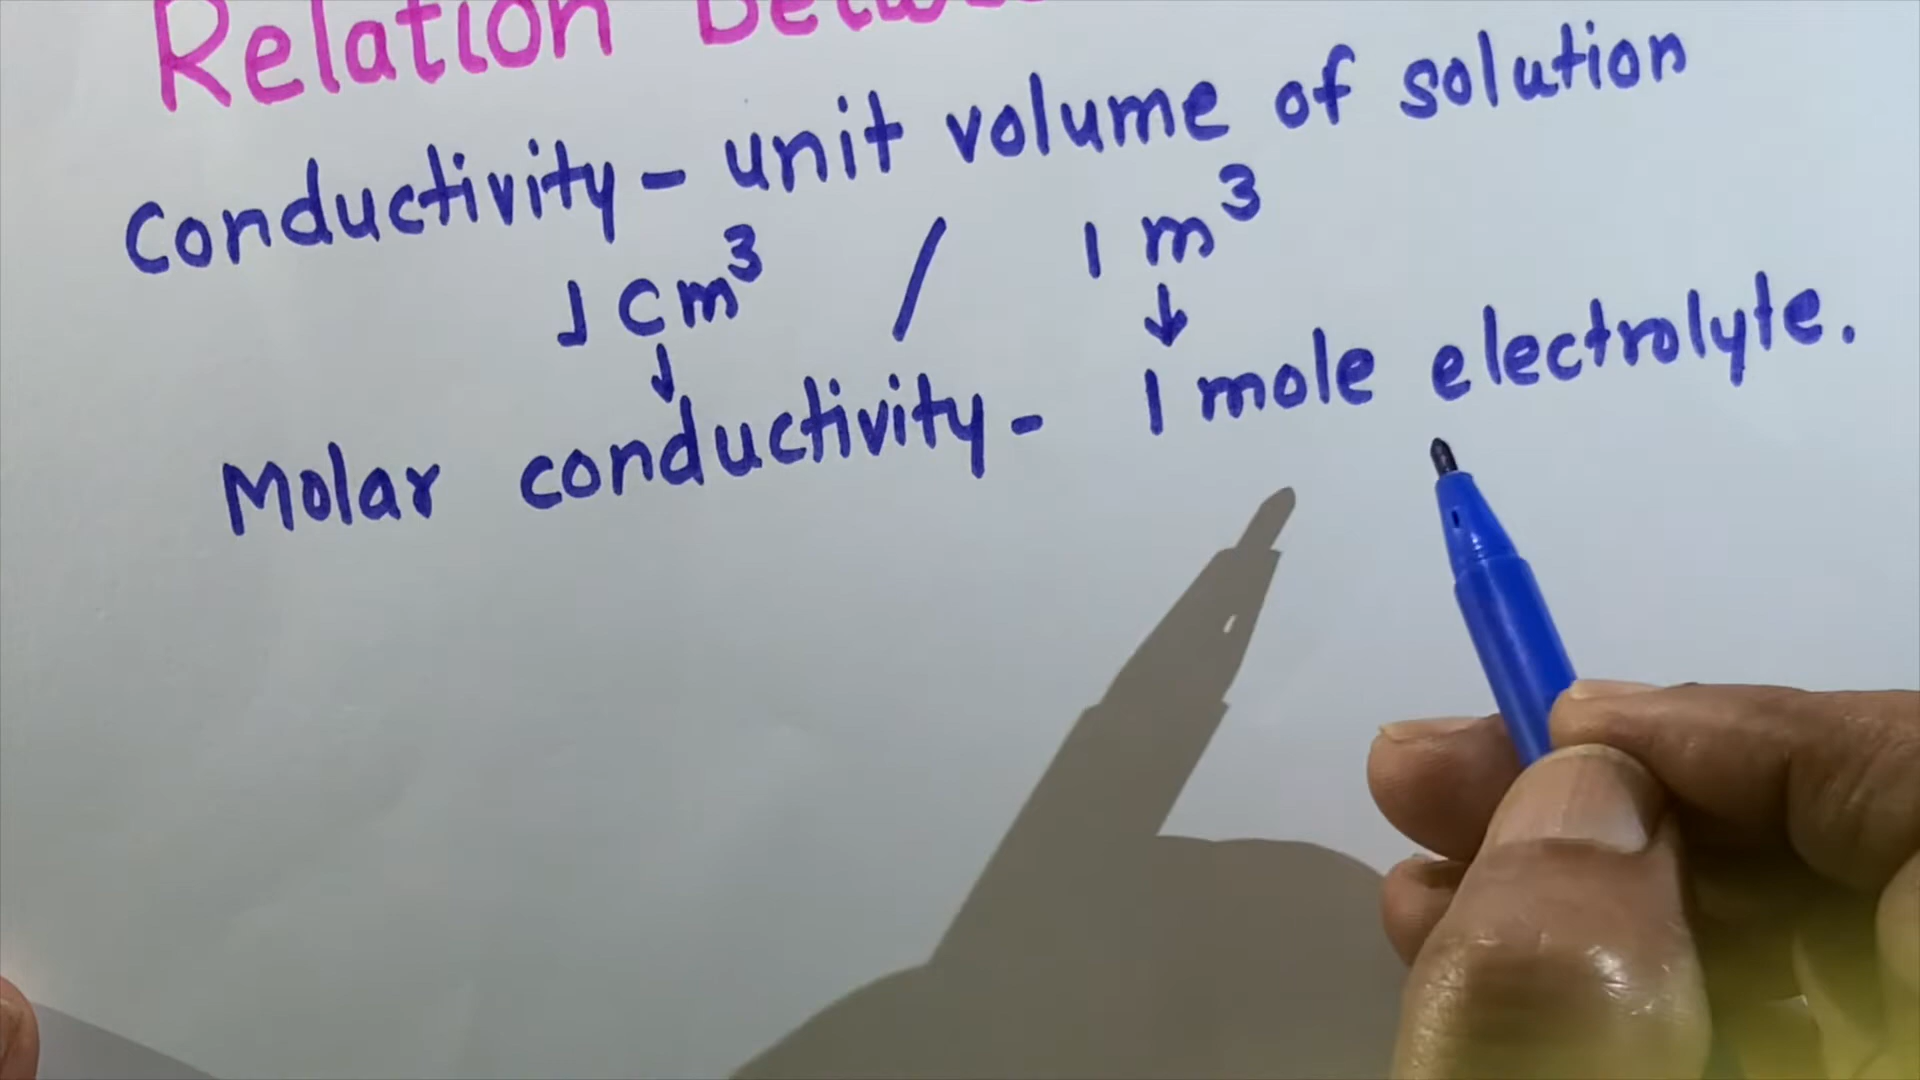 Relation
Conductivity - unit volume of solution
1 cm³ / 1 m³
↓ ↓
Molar conductivity - 1 mole electrolyte.